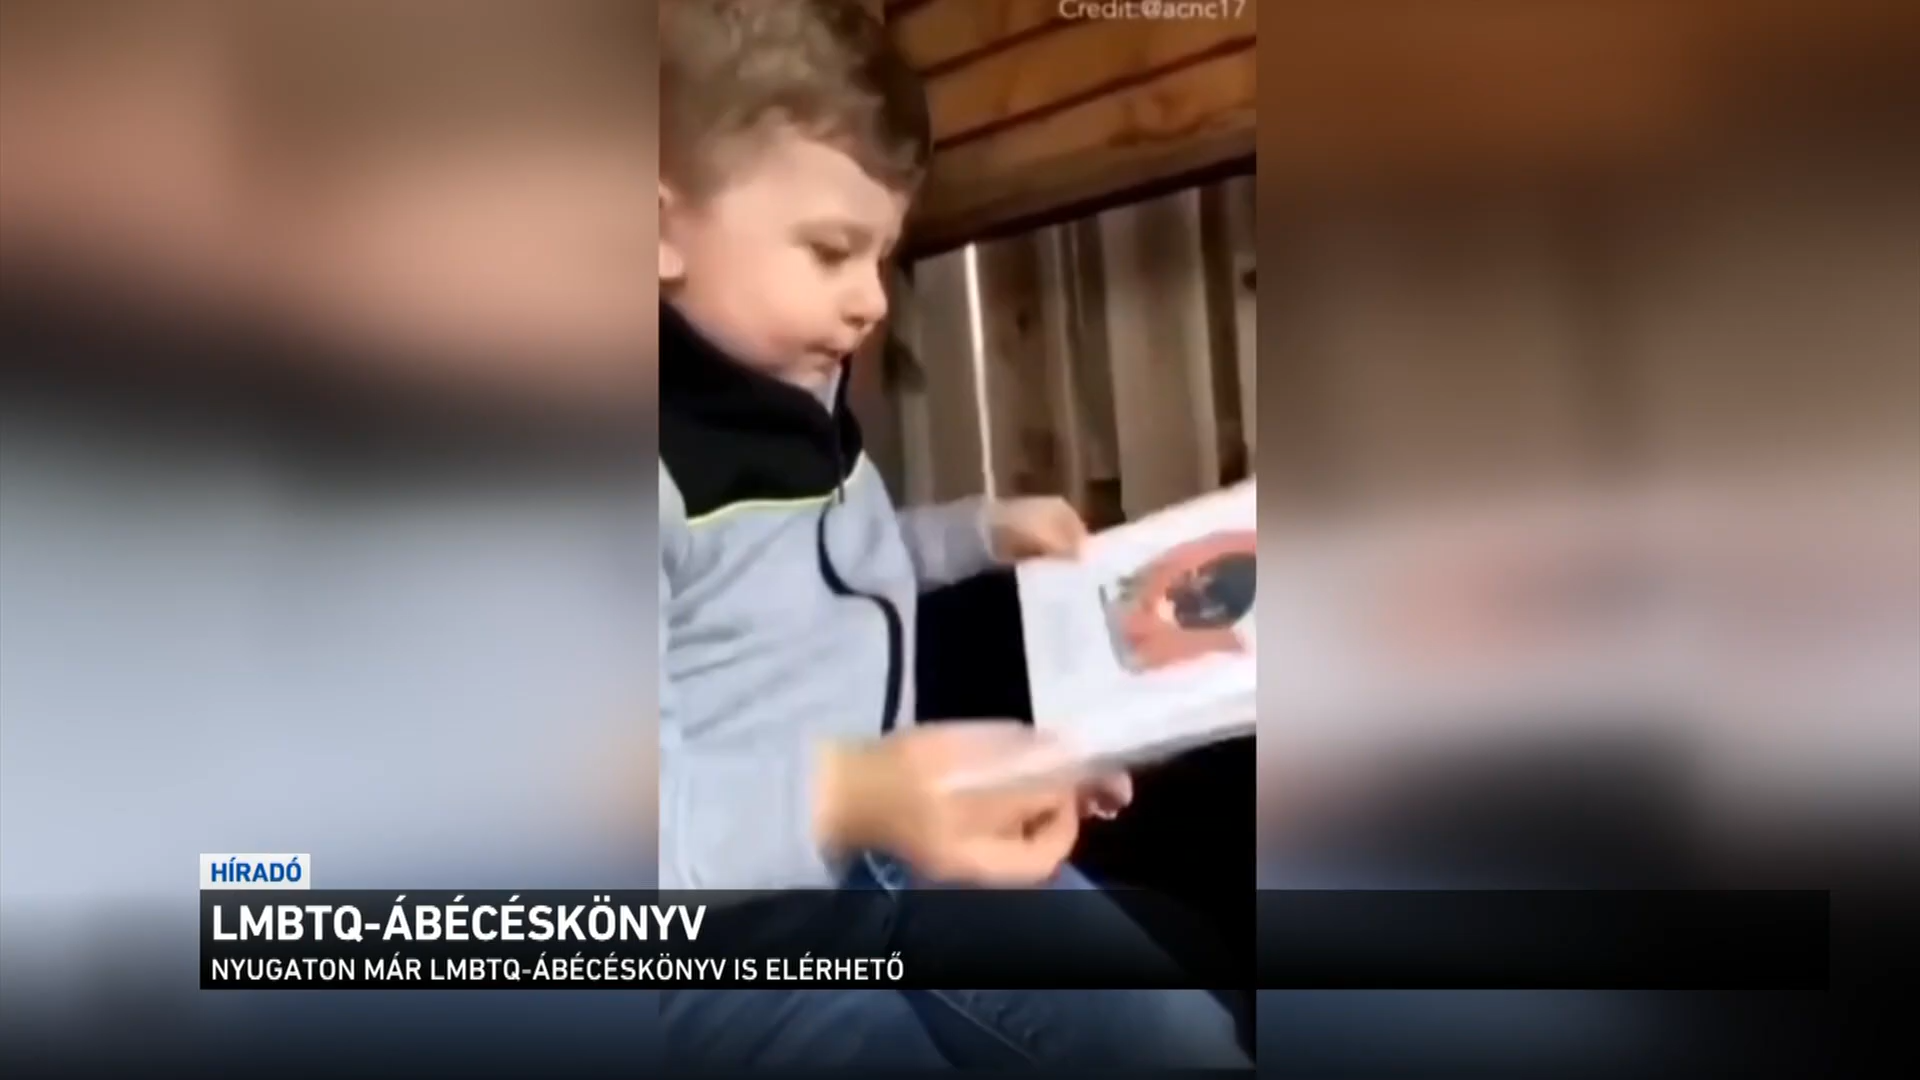 Credit:@acnc17
HÍRADÓ
LMBTQ-ÁBÉCÉSKÖNYV
NYUGATON MÁR LMBTQ-ÁBÉCÉSKÖNYV IS ELÉRHETŐ